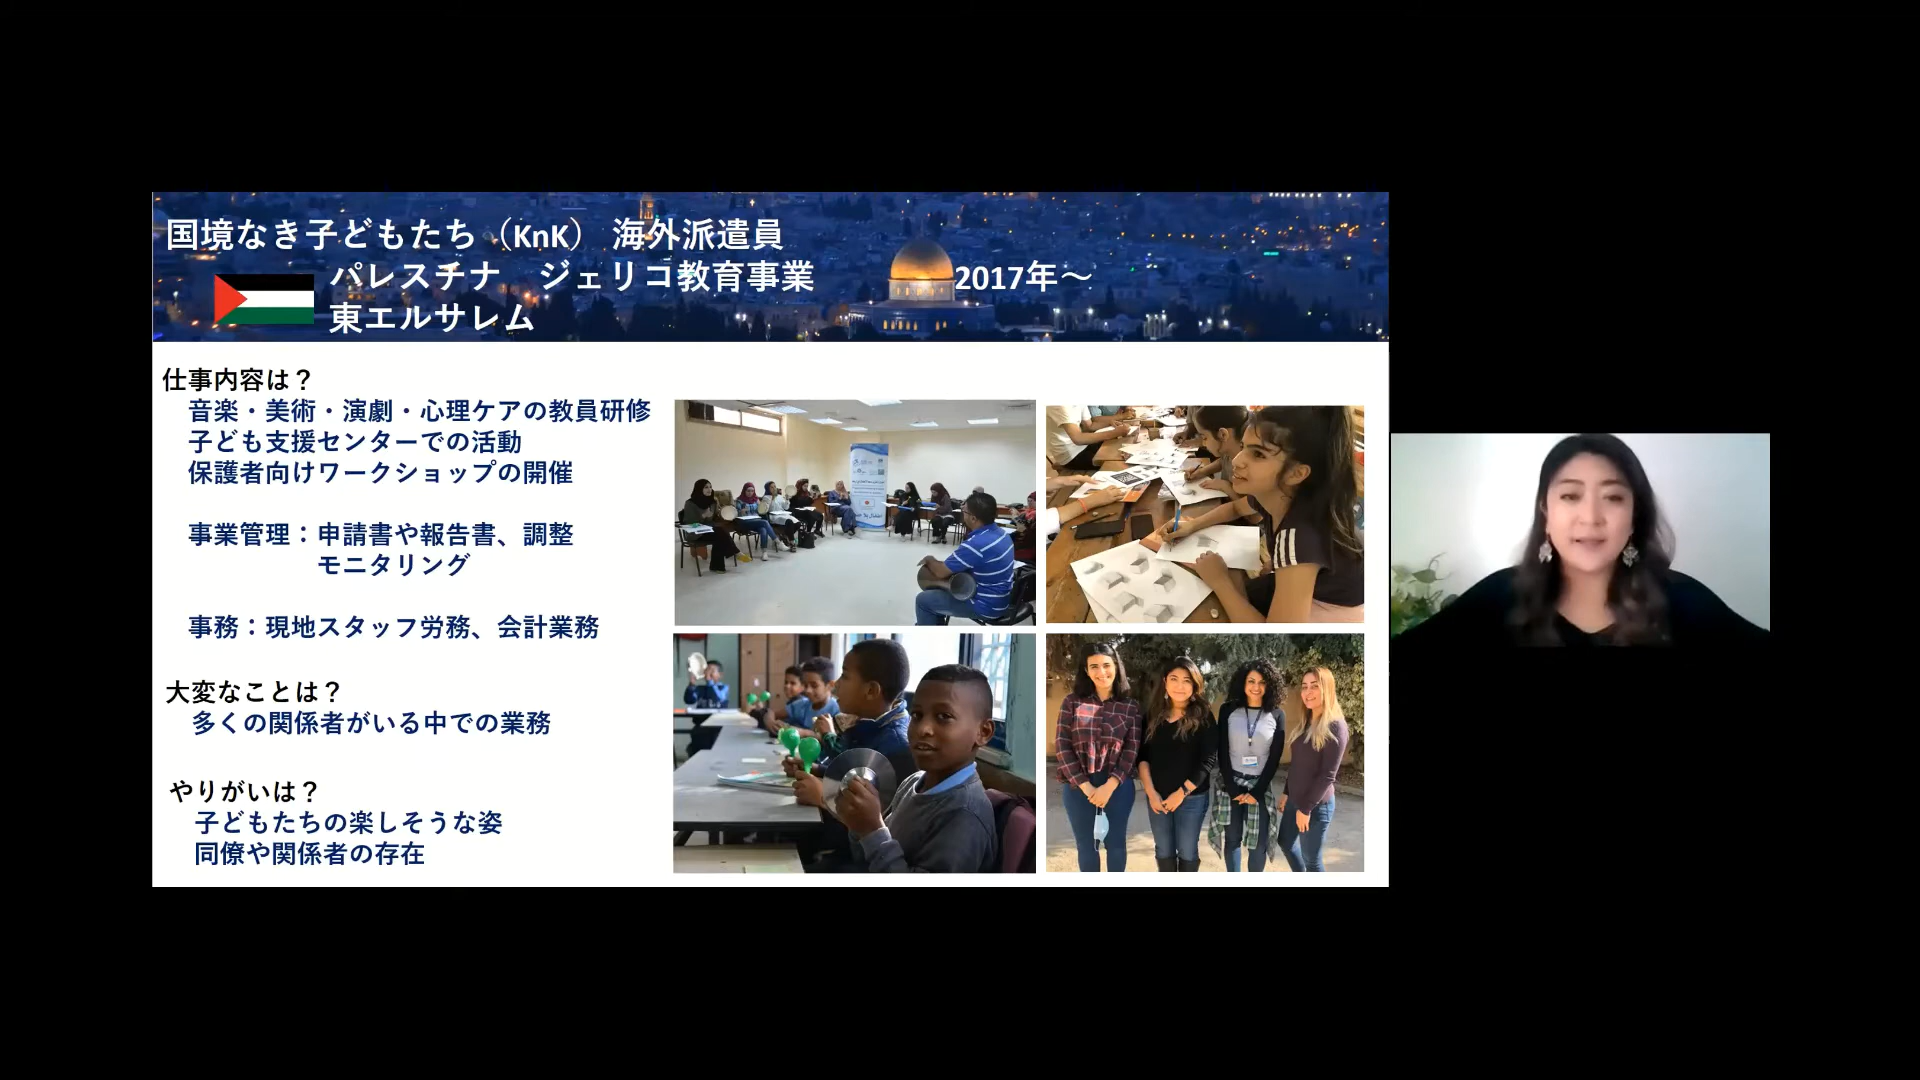 国境なき子どもたち（KnK） 海外派遣員
パレスチナ　ジェリコ教育事業　2017年～
東エルサレム
仕事内容は？
音楽・美術・演劇・心理ケアの教員研修
子ども支援センターでの活動
保護者向けワークショップの開催
事業管理：申請書や報告書、調整
モニタリング
事務：現地スタッフ労務、会計業務
大変なことは？
多くの関係者がいる中での業務
やりがいは？
子どもたちの楽しそうな姿
同僚や関係者の存在